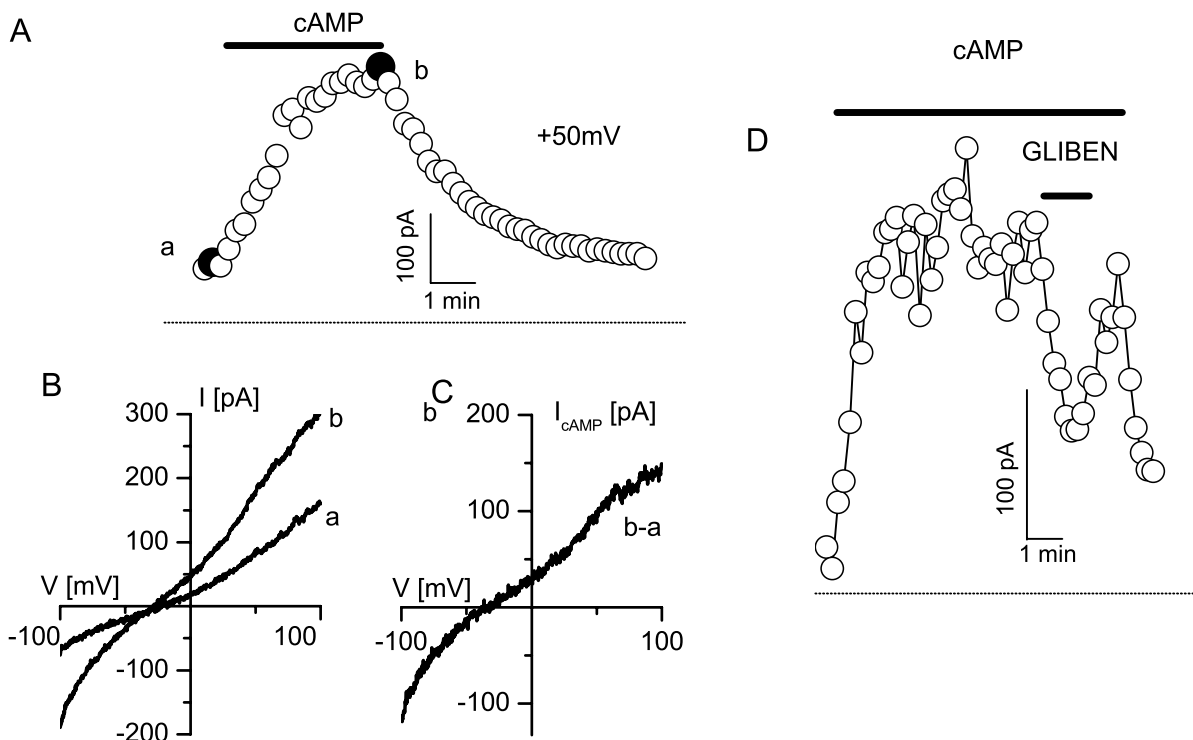 A
cAMP
b
+50mV
a
100 pA
1 min
B
I [pA]
300
b
200
a
100
V [mV]
-100
100
-100
-200
C
b
200
I_cAMP [pA]
100
b-a
V [mV]
-100
100
-100
cAMP
D
GLIBEN
100 pA
1 min